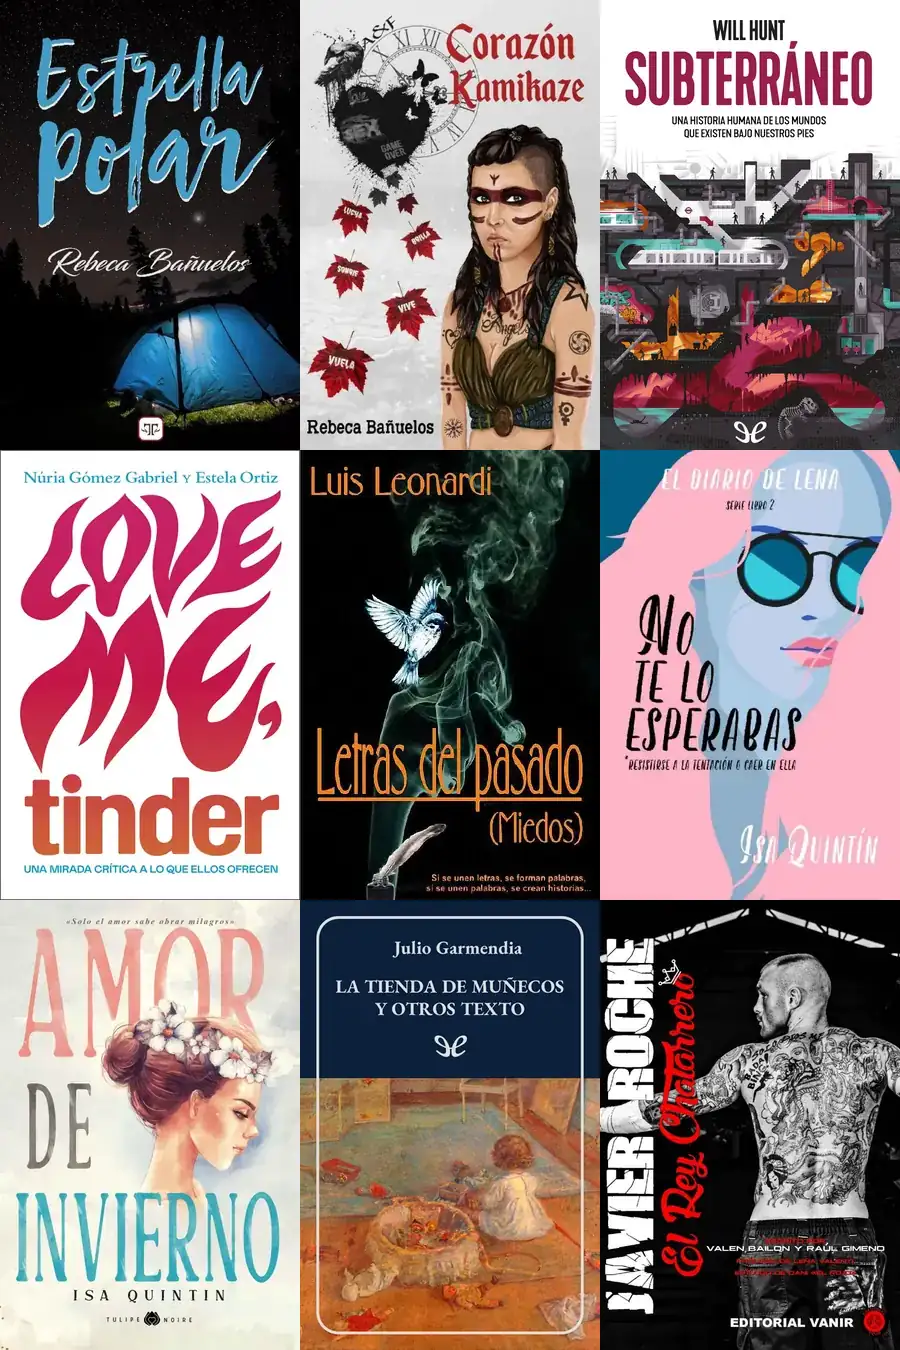 Estrella
polar
Rebeca Bañuelos
A&F
Corazón
Kamikaze
GAME
OVER
LUCHA
BRILLA
SONRÍE
VIVE
VUELA
Angels
Rebeca Bañuelos
WILL HUNT
SUBTERRÁNEO
UNA HISTORIA HUMANA DE LOS MUNDOS
QUE EXISTEN BAJO NUESTROS PIES
Núria Gómez Gabriel y Estela Ortiz
LOVE
ME,
tinder
UNA MIRADA CRÍTICA A LO QUE ELLOS OFRECEN
Luis Leonardi
Letras del pasado
(Miedos)
Si se unen letras, se forman palabras,
si se unen palabras, se crean historias...
EL DIARIO DE LENA
SERIE LIBRO 2
NO
TE LO
ESPERABAS
*RESISTIRSE A LA TENTACIÓN O CAER EN ELLA
ISA QUINTÍN
«Solo el amor sabe obrar milagros»
AMOR
DE
INVIERNO
ISA QUINTÍN
TULIPE NOIRE
Julio Garmendia
LA TIENDA DE MUÑECOS
Y OTROS TEXTO
JAVIER ROCHE
El Rey Chatarrero
VALEN BAILON Y RAÚL GIMENO
EDITORIAL VANIR